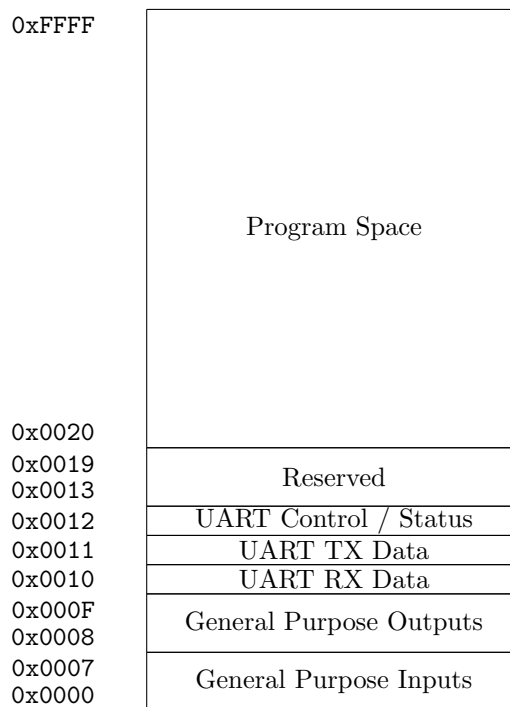 0xFFFF
Program Space
0x0020
0x0019
Reserved
0x0013
0x0012 UART Control / Status
0x0011 UART TX Data
0x0010 UART RX Data
0x000F
General Purpose Outputs
0x0008
0x0007
General Purpose Inputs
0x0000